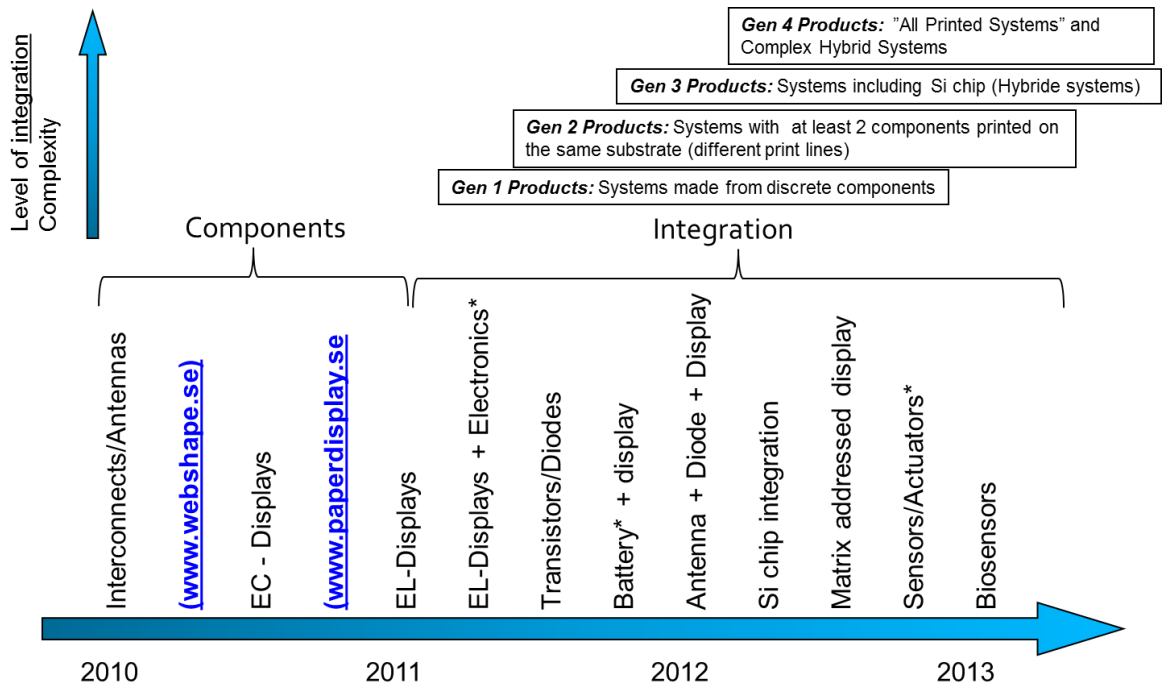 Gen 4 Products: ”All Printed Systems” and
Complex Hybrid Systems
Gen 3 Products: Systems including Si chip (Hybride systems)
Gen 2 Products: Systems with at least 2 components printed on
the same substrate (different print lines)
Gen 1 Products: Systems made from discrete components
Level of integration
Complexity
Components
Integration
Interconnects/Antennas
(www.webshape.se)
EC - Displays
(www.paperdisplay.se
EL-Displays
EL-Displays + Electronics*
Transistors/Diodes
Battery* + display
Antenna + Diode + Display
Si chip integration
Matrix addressed display
Sensors/Actuators*
Biosensors
2010
2011
2012
2013